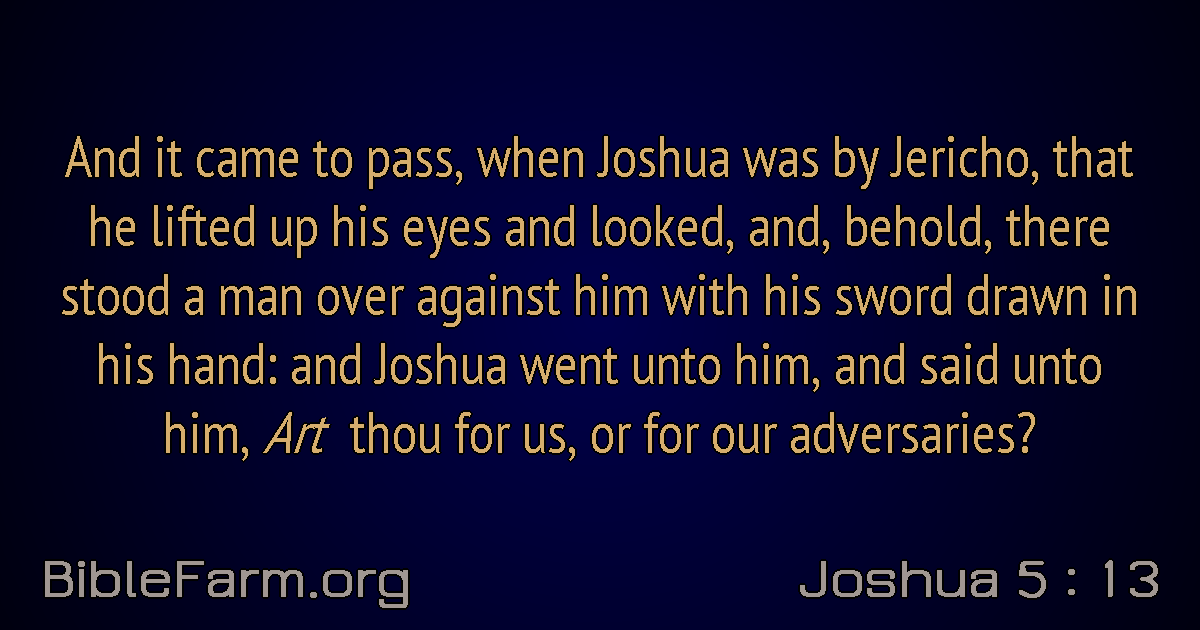 And it came to pass, when Joshua was by Jericho, that
he lifted up his eyes and looked, and, behold, there
stood a man over against him with his sword drawn in
his hand: and Joshua went unto him, and said unto
him, Art thou for us, or for our adversaries?
BibleFarm.org
Joshua 5 : 13